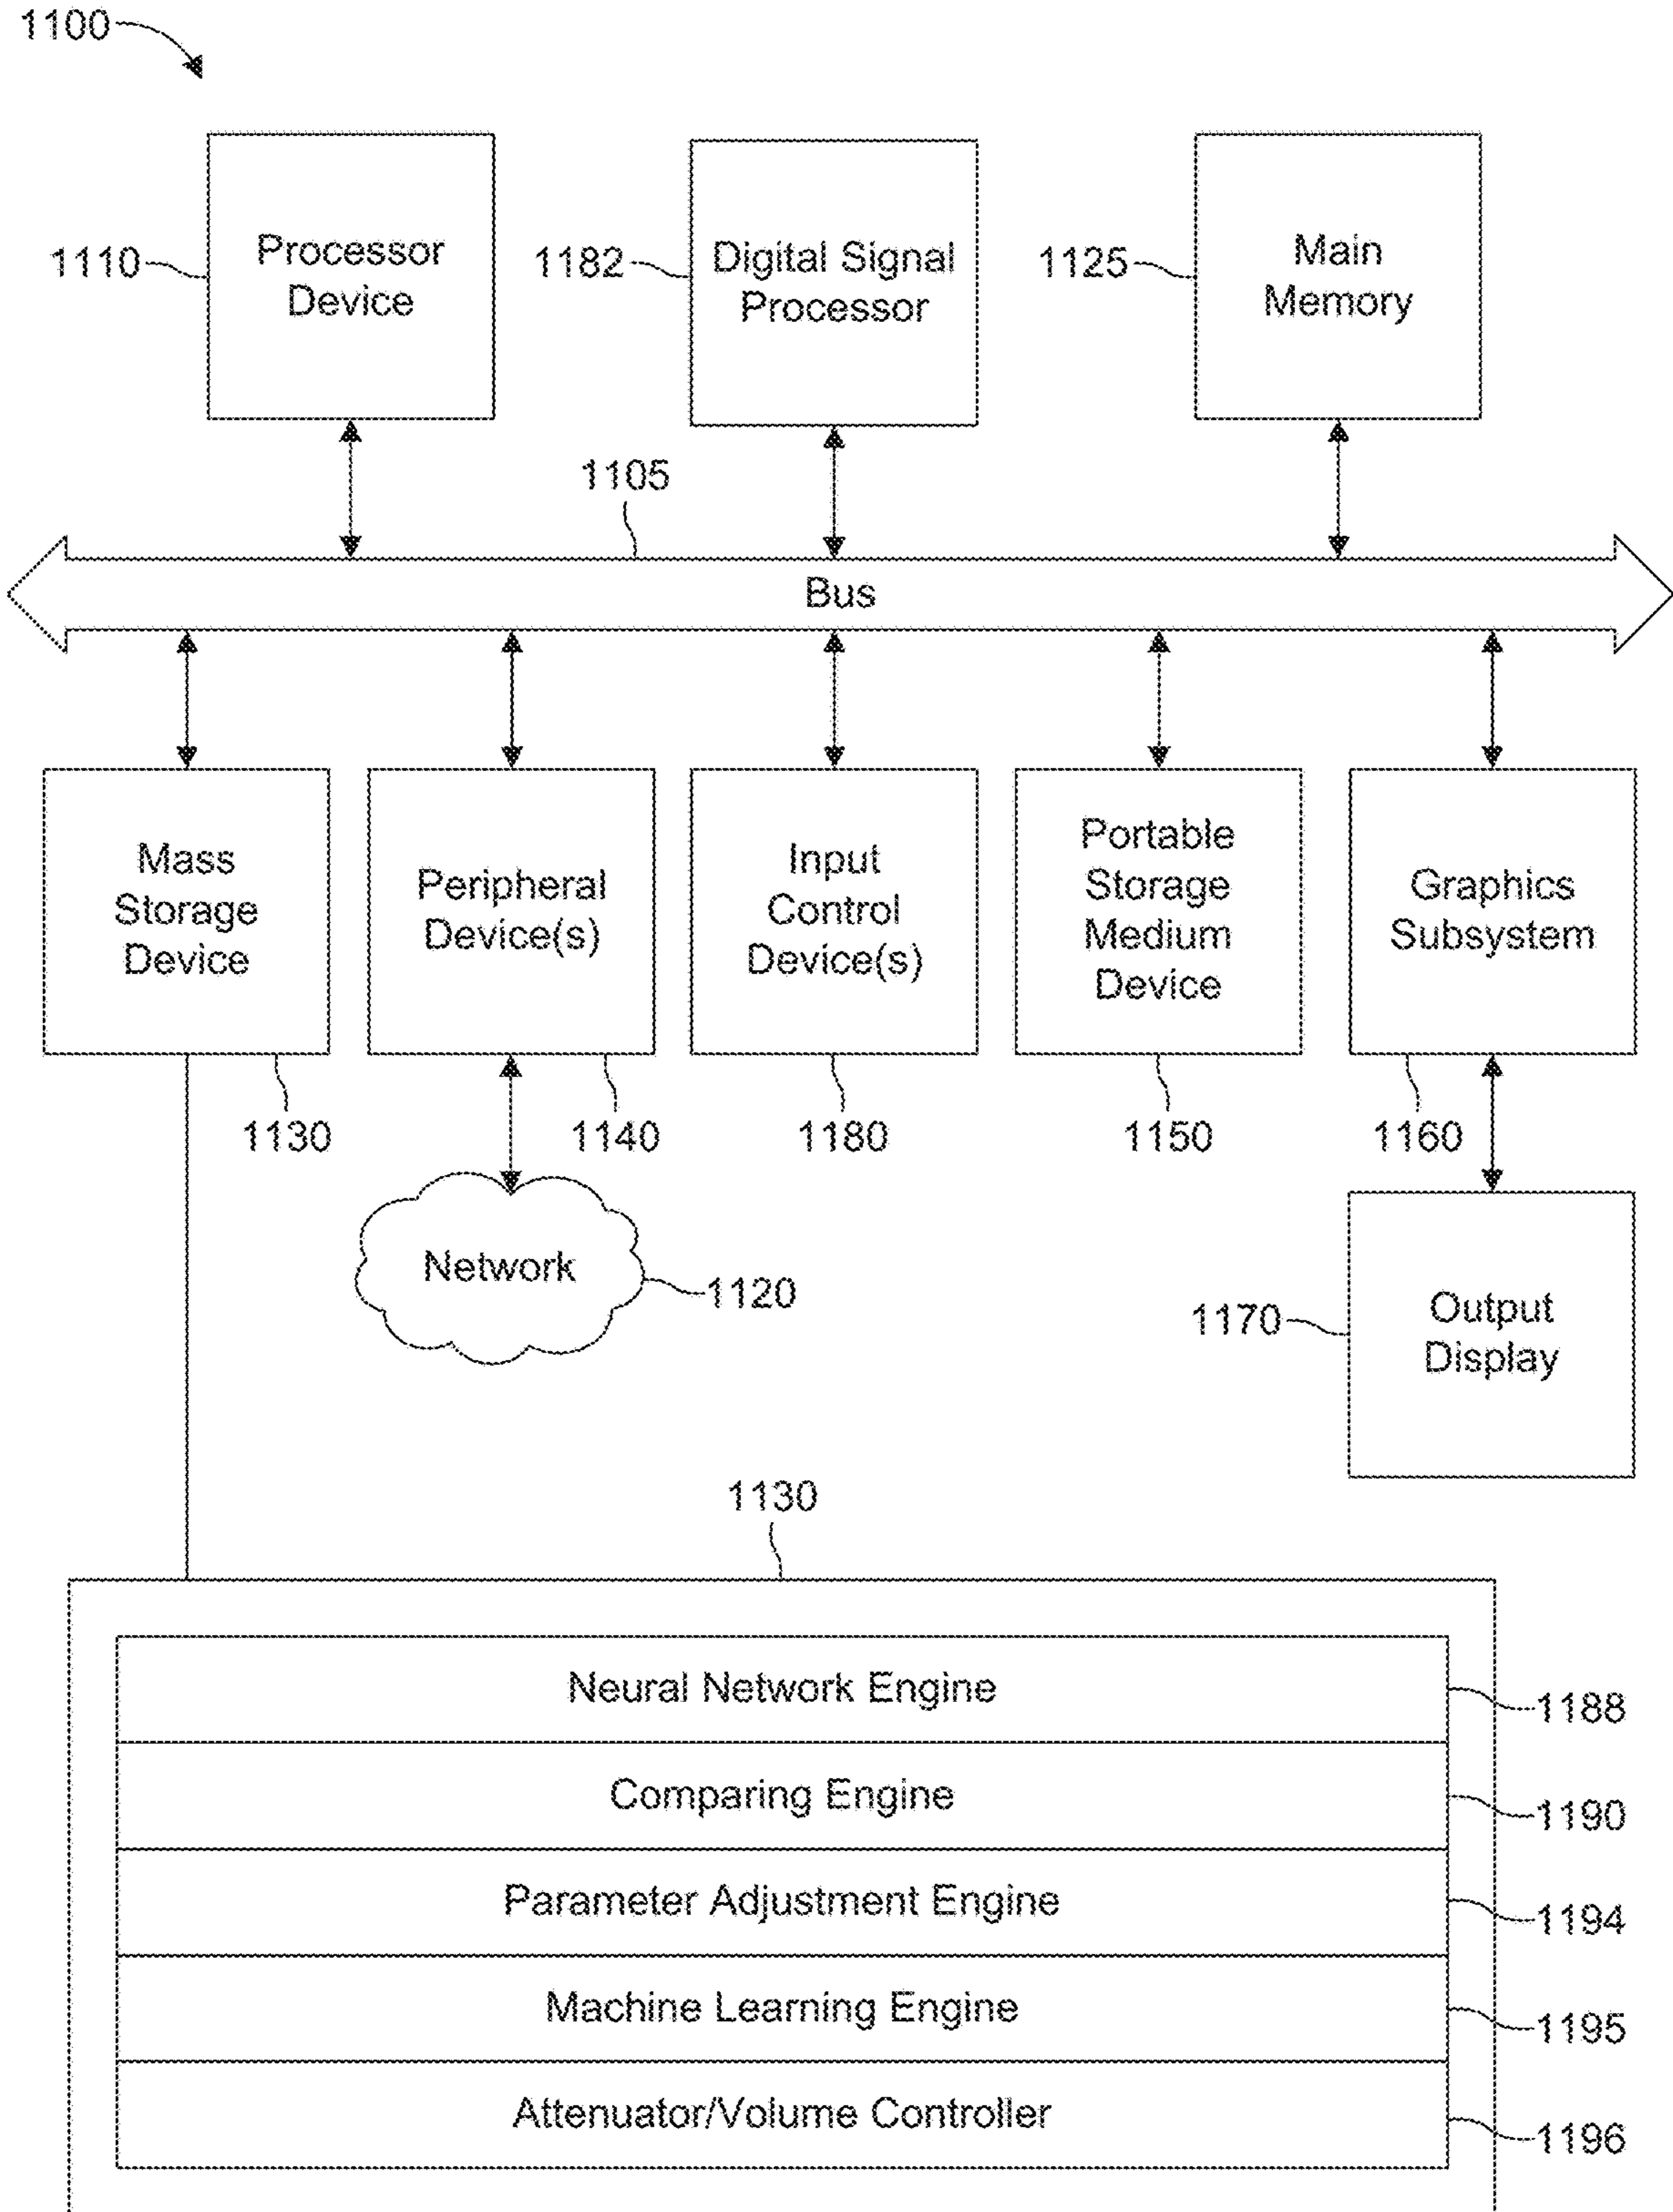 1100
Processor
Device
1110
Digital Signal
Processor
1182
Main
Memory
1125
1105
Bus
Mass
Storage
Device
1130
Peripheral
Device(s)
1140
Input
Control
Device(s)
1180
Portable
Storage
Medium
Device
1150
Graphics
Subsystem
1160
Network
1120
Output
Display
1170
1130
Neural Network Engine
1188
Comparing Engine
1190
Parameter Adjustment Engine
1194
Machine Learning Engine
1195
Attenuator/Volume Controller
1196